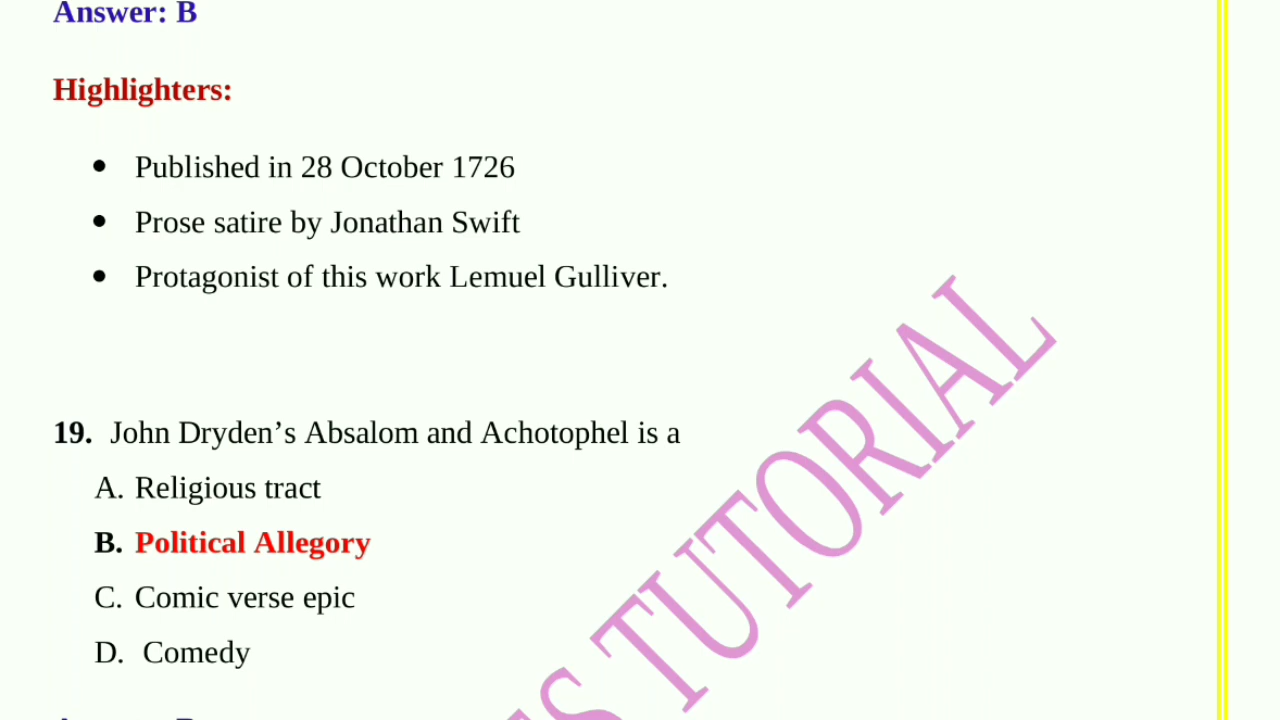 Answer: B
Highlighters:
• Published in 28 October 1726
• Prose satire by Jonathan Swift
• Protagonist of this work Lemuel Gulliver.
19. John Dryden’s Absalom and Achotophel is a
A. Religious tract
B. Political Allegory
C. Comic verse epic
D. Comedy
TUTORIAL